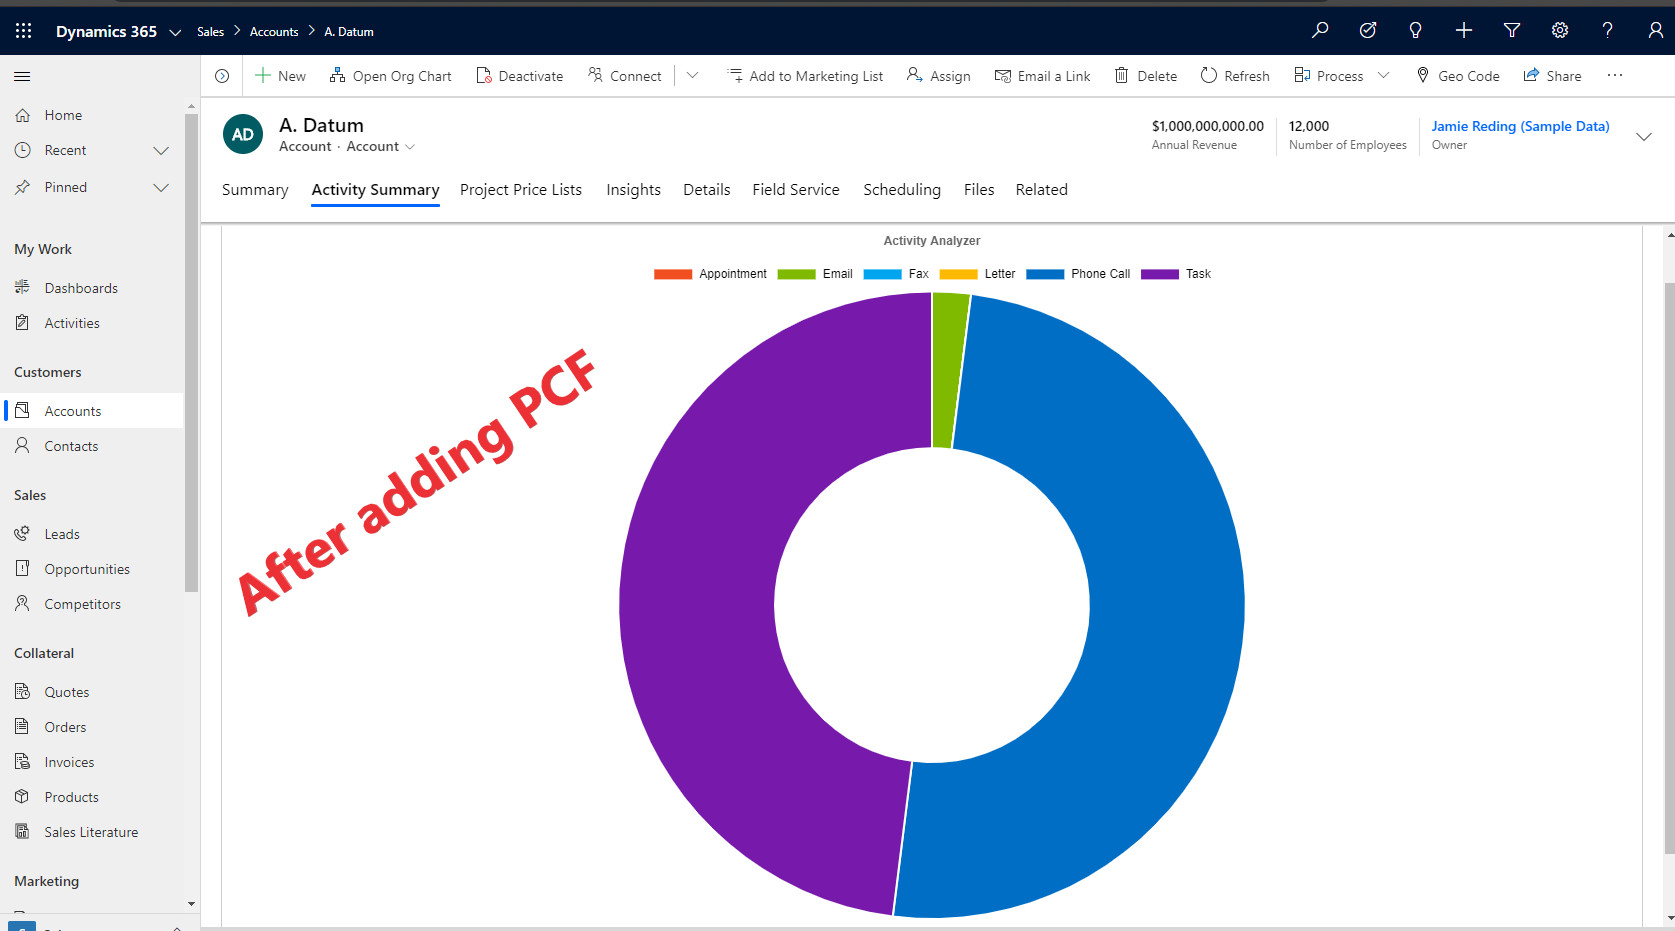 Dynamics 365 Sales > Accounts > A. Datum
New Open Org Chart Deactivate Connect Add to Marketing List Assign Email a Link Delete Refresh Process Geo Code Share ...
Home
Recent
Pinned
My Work
Dashboards
Activities
Customers
Accounts
Contacts
Sales
Leads
Opportunities
Competitors
Collateral
Quotes
Orders
Invoices
Products
Sales Literature
Marketing
AD
A. Datum
Account · Account
$1,000,000,000.00
Annual Revenue
12,000
Number of Employees
Jamie Reding (Sample Data)
Owner
Summary Activity Summary Project Price Lists Insights Details Field Service Scheduling Files Related
Activity Analyzer
Appointment Email Fax Letter Phone Call Task
After adding PCF